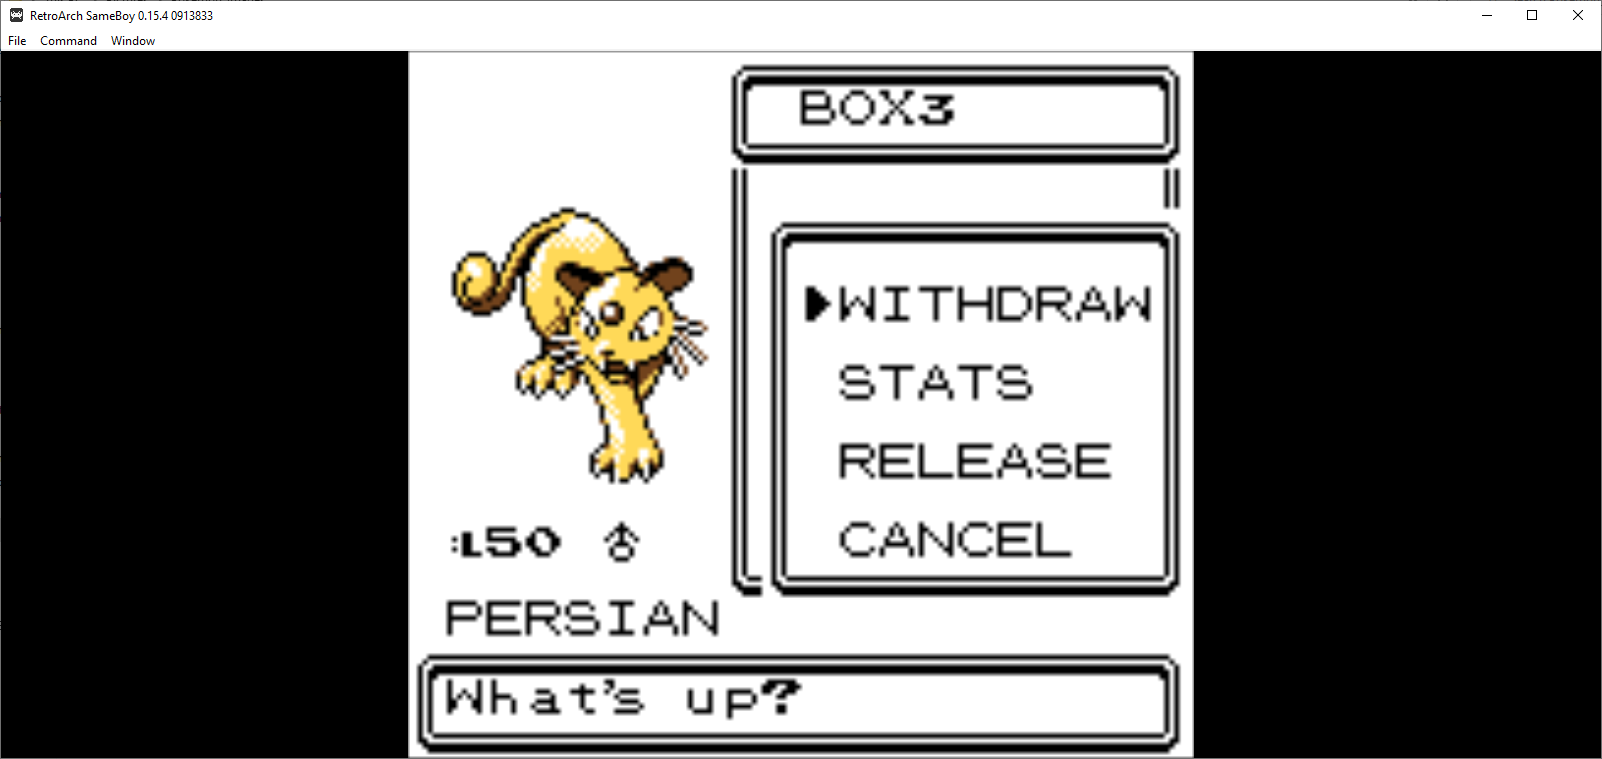 RetroArch SameBoy 0.15.4 0913833
File Command Window
BOX3
WITHDRAW
STATS
RELEASE
CANCEL
:L50 ♂
PERSIAN
What's up?